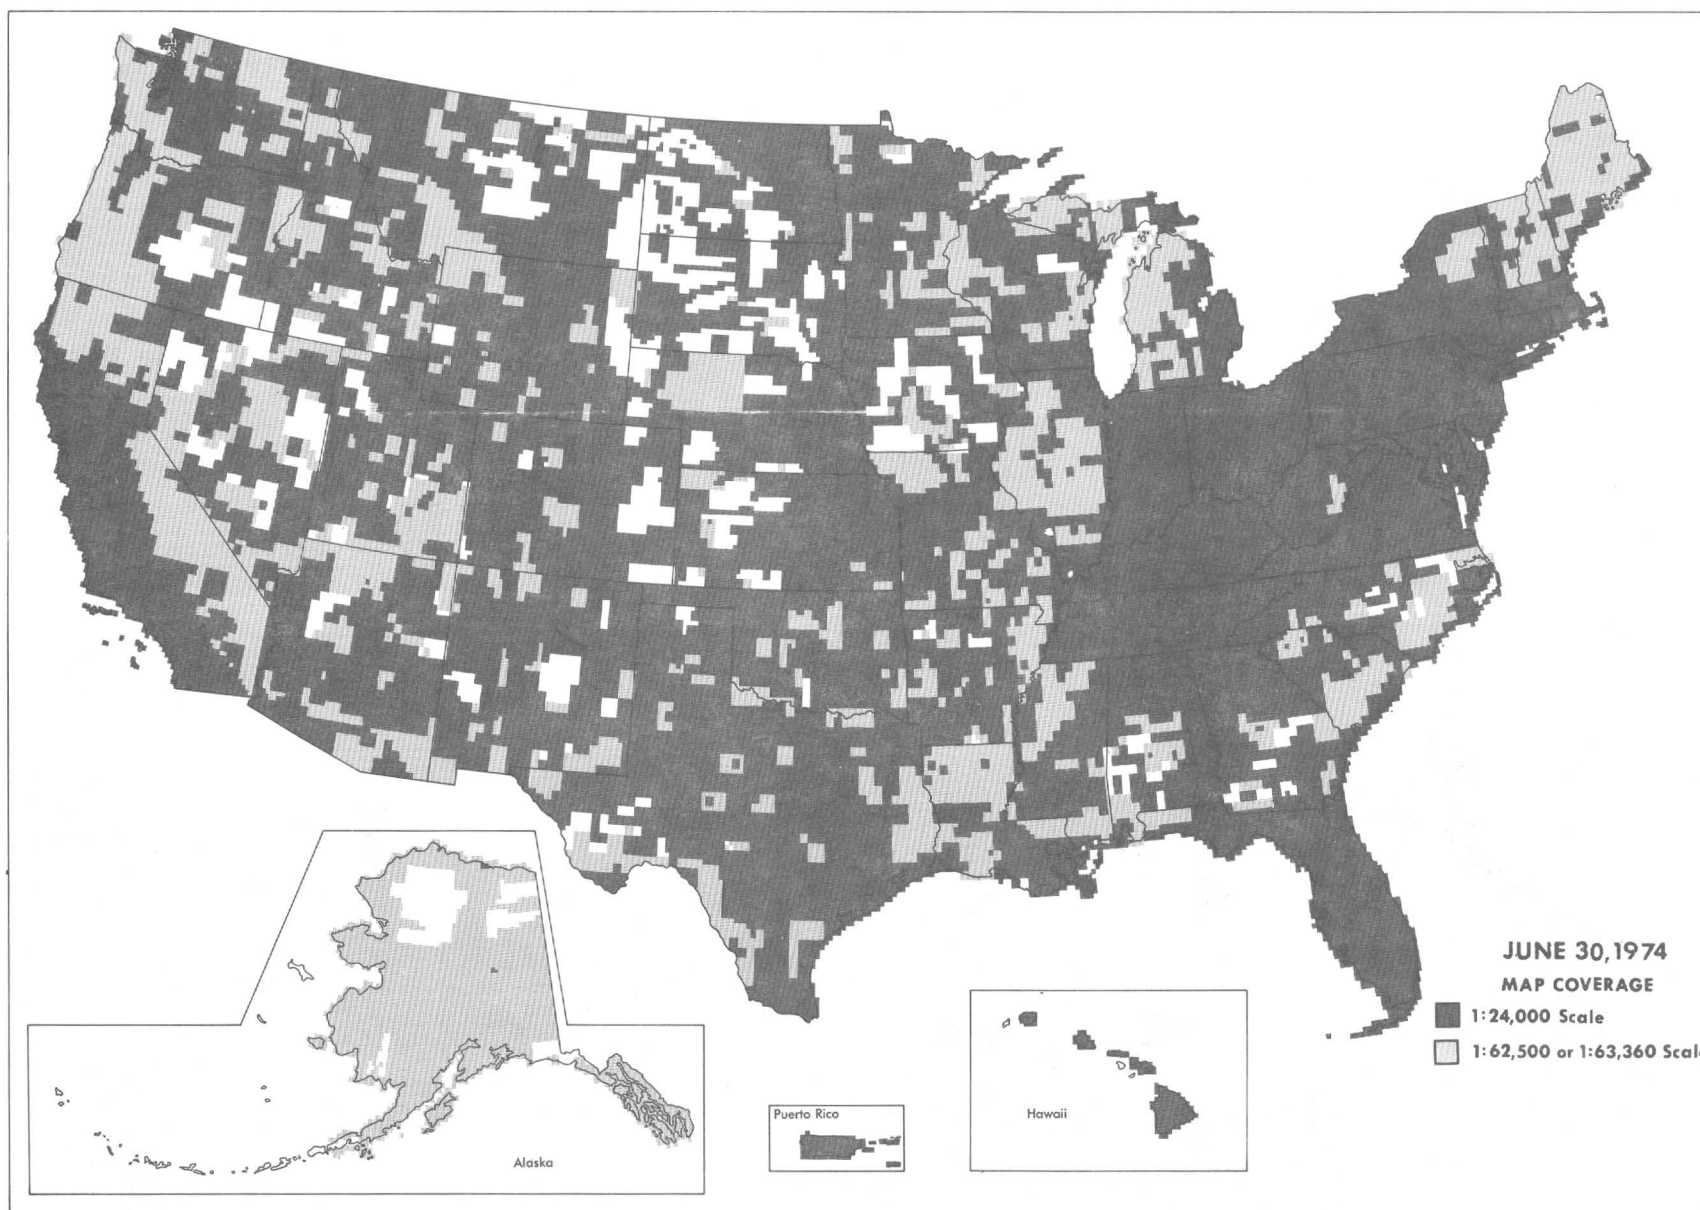 JUNE 30,1974
MAP COVERAGE
1:24,000 Scale
1:62,500 or 1:63,360 Scal
Puerto Rico
Hawaii
Alaska